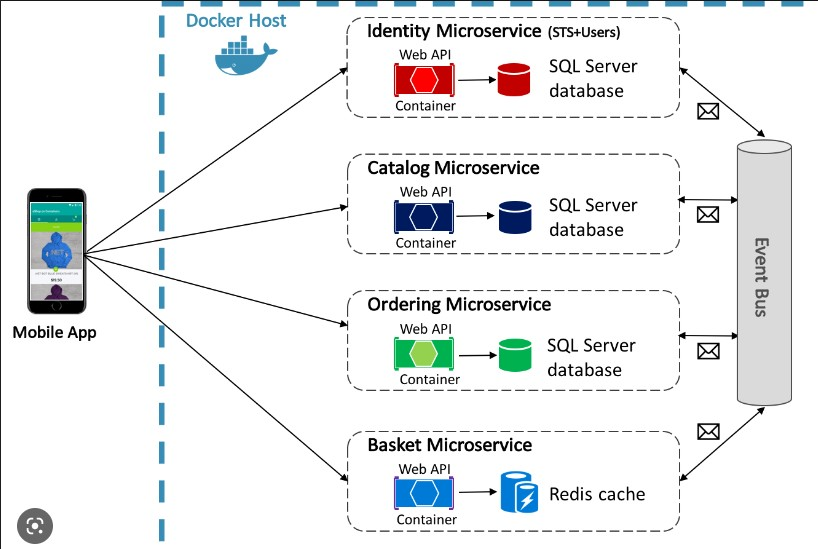 Docker Host
Identity Microservice (STS+Users)
Web API
Container
SQL Server
database
Catalog Microservice
Web API
Container
SQL Server
database
Ordering Microservice
Web API
Container
SQL Server
database
Basket Microservice
Web API
Container
Redis cache
Event Bus
Mobile App